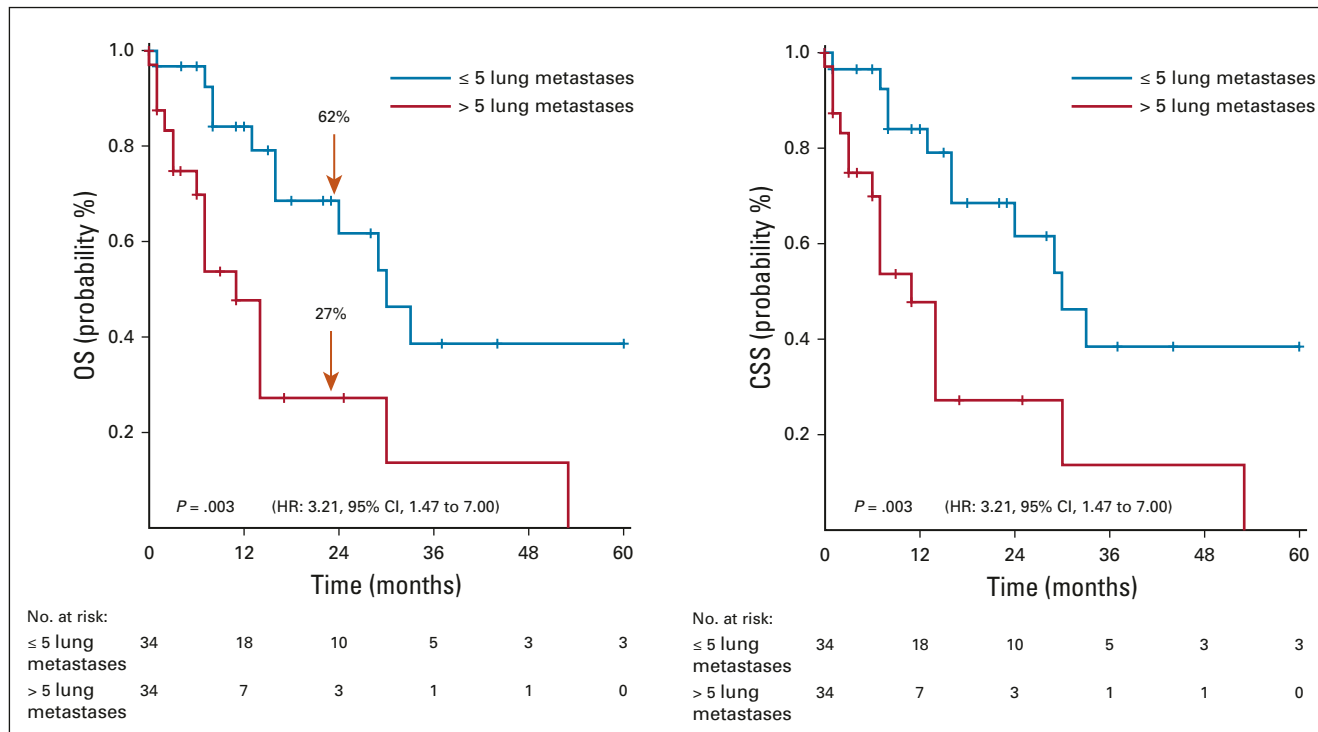 1.0
0.8
0.6
0.4
0.2
OS (probability %)
≤ 5 lung metastases
> 5 lung metastases
62%
27%
P = .003 (HR: 3.21, 95% CI, 1.47 to 7.00)
0 12 24 36 48 60
Time (months)
No. at risk:
≤ 5 lung 34 18 10 5 3 3
metastases
> 5 lung 34 7 3 1 1 0
metastases
1.0
0.8
0.6
0.4
0.2
CSS (probability %)
≤ 5 lung metastases
> 5 lung metastases
P = .003 (HR: 3.21, 95% CI, 1.47 to 7.00)
0 12 24 36 48 60
Time (months)
No. at risk:
≤ 5 lung 34 18 10 5 3 3
metastases
> 5 lung 34 7 3 1 1 0
metastases